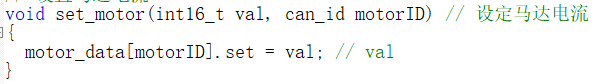 void set_motor(int16_t val, can_id motorID) // 设定马达电流
{
motor_data[motorID].set = val; // val
}